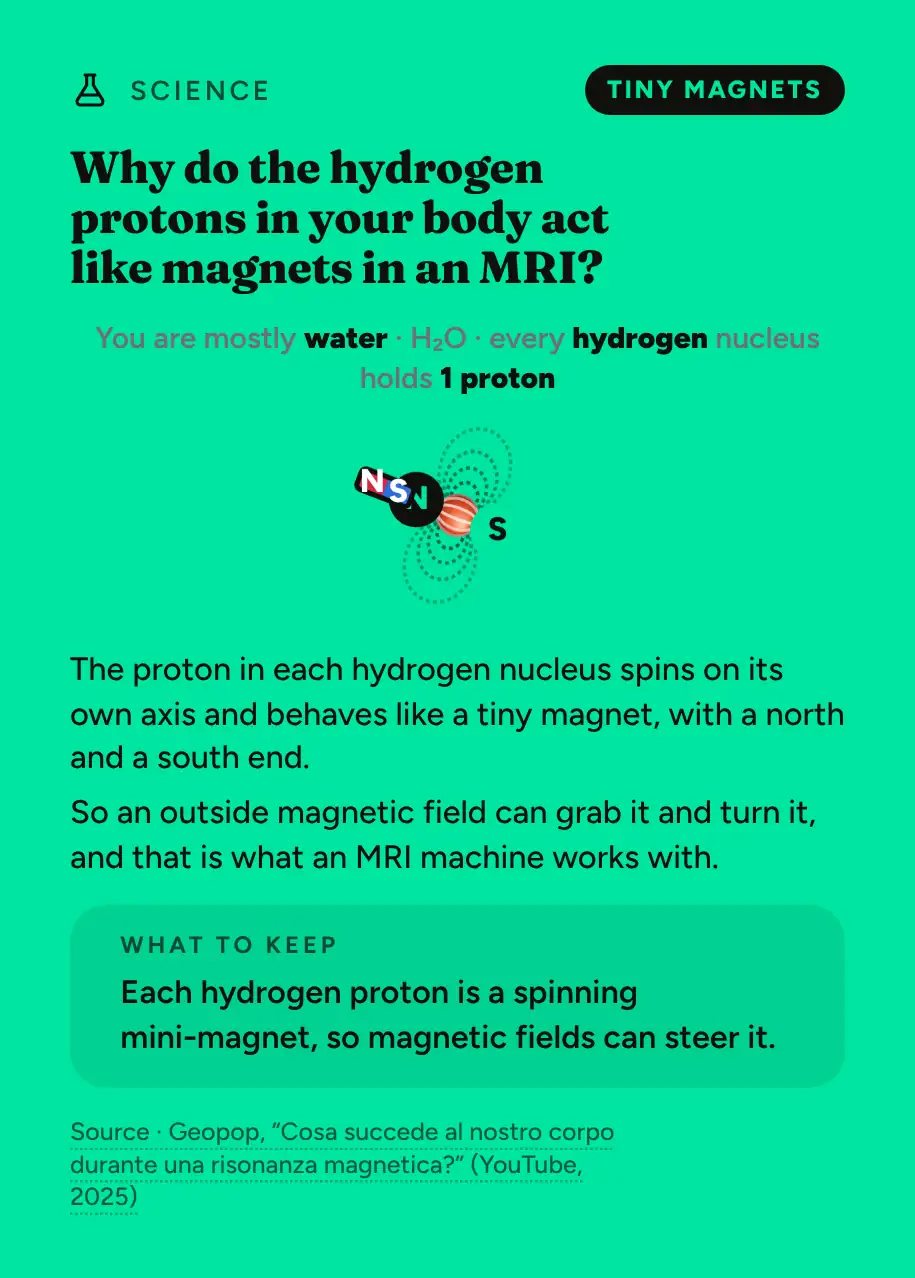 SCIENCE
TINY MAGNETS
Why do the hydrogen
protons in your body act
like magnets in an MRI?
You are mostly water · H₂O · every hydrogen nucleus
holds 1 proton
N
S
N
S
The proton in each hydrogen nucleus spins on its
own axis and behaves like a tiny magnet, with a north
and a south end.
So an outside magnetic field can grab it and turn it,
and that is what an MRI machine works with.
WHAT TO KEEP
Each hydrogen proton is a spinning
mini-magnet, so magnetic fields can steer it.
Source · Geopop, “Cosa succede al nostro corpo
durante una risonanza magnetica?” (YouTube,
2025)